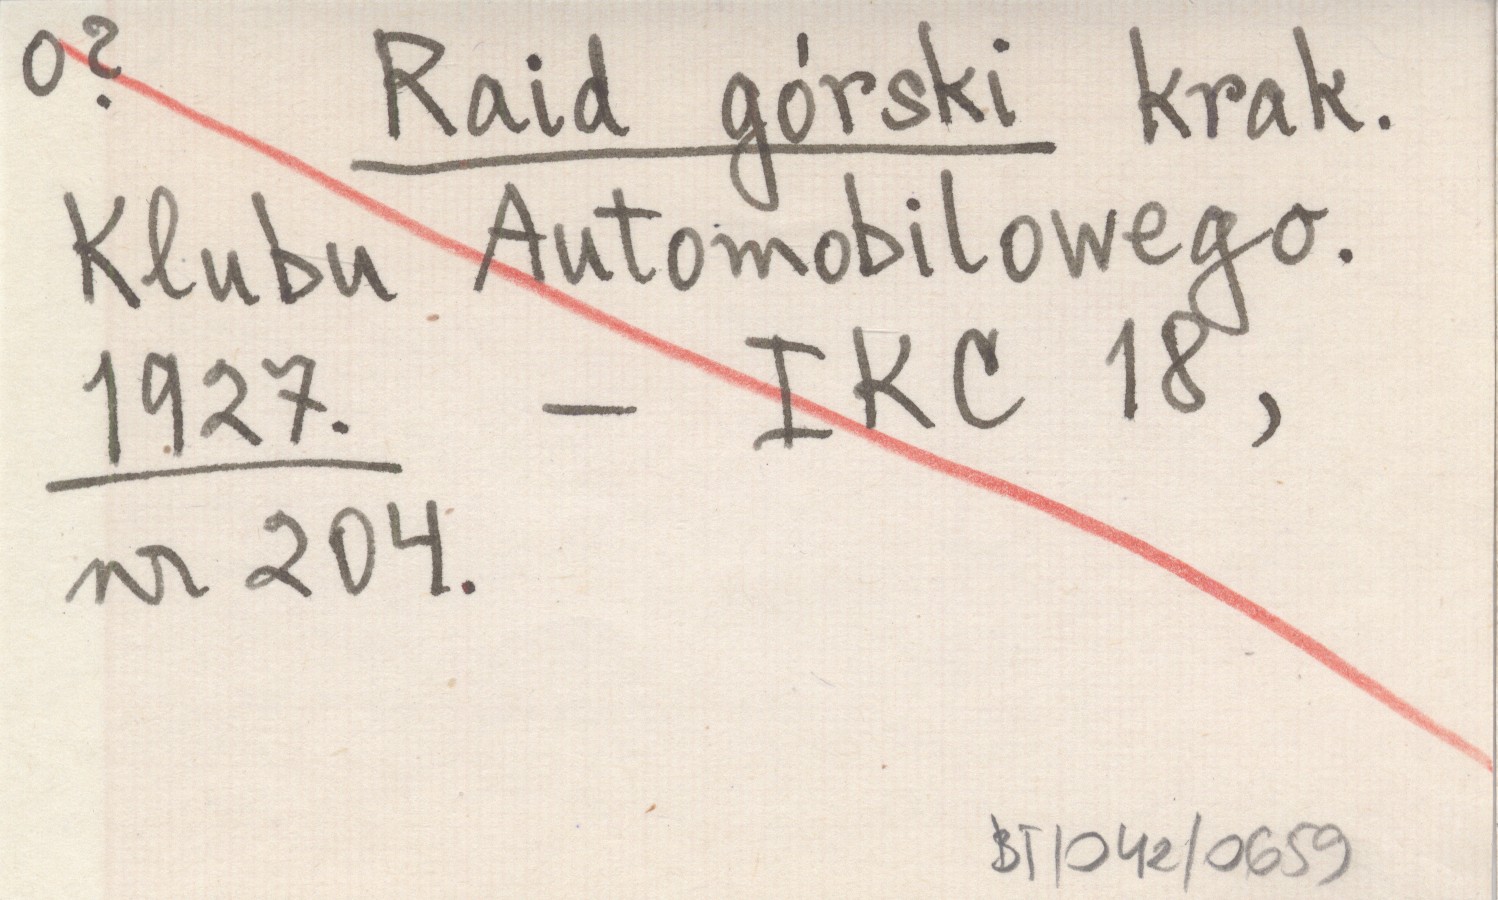 o? Raid górski krak.
Klubu Automobilowego.
1927. — IKC 18,
nr 204.
BT/042/0659